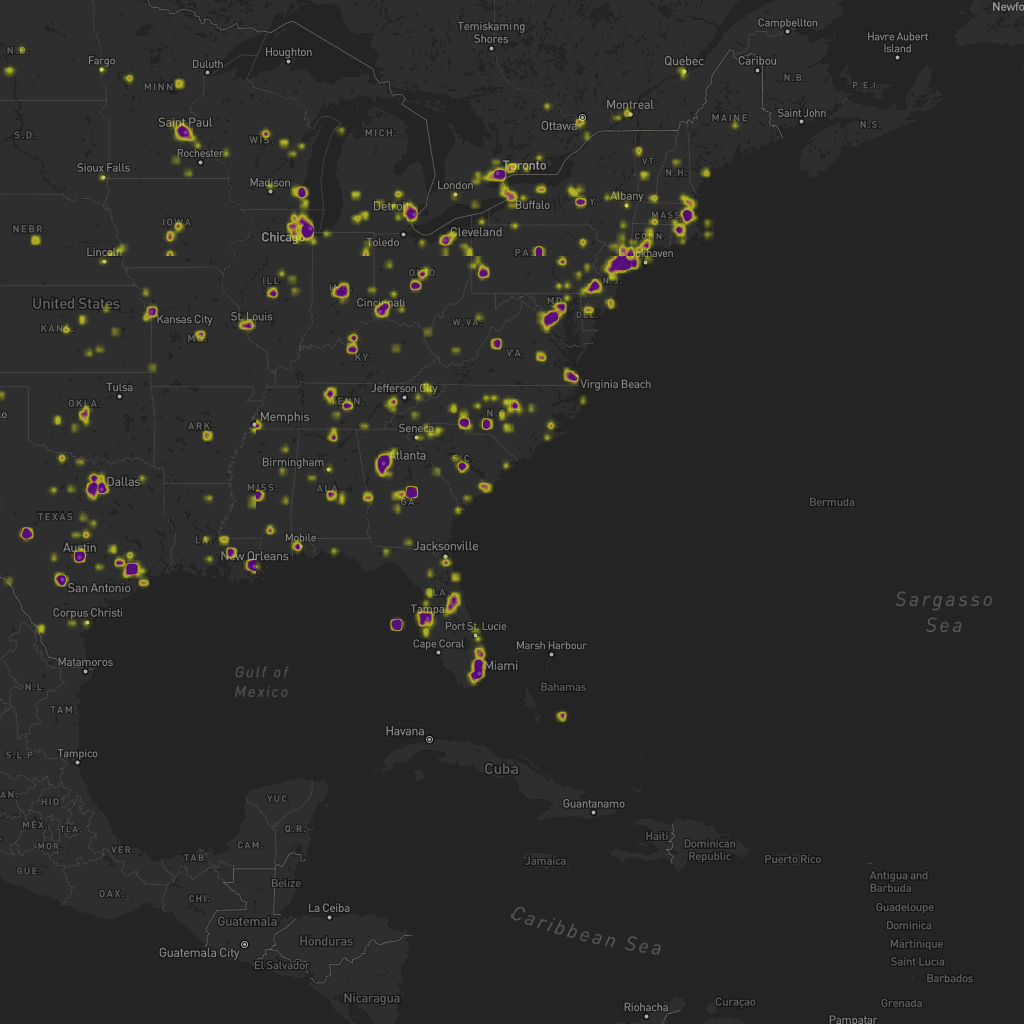 Newfo
Campbellton
Temiskaming
Shores
Havre Aubert
Island
N.D.
Houghton
Fargo
Duluth
Quebec
Caribou
N.B.
MINN.
P.E.I.
Montreal
MAINE
Saint John
Saint Paul
Ottawa
N.S.
S.D.
WIS.
MICH.
Rochester
VT.
Toronto
Sioux Falls
N.H.
Madison
London
Albany
Detroit
Buffalo
N.Y.
MASS.
IOWA
NEBR.
Chicago
Toledo
Cleveland
CONN.
Lincoln
PA.
okhaven
ILL.
OHIO
IND.
N.J.
United States
Cincinnati
MD.
DEL.
Kansas City
St. Louis
W.VA.
KANS.
MO.
VA.
KY.
Tulsa
Jefferson City
Virginia Beach
OKLA.
TENN.
lo
Memphis
N.C.
ARK.
Seneca
Birmingham
Atlanta
S.C.
Dallas
MISS.
ALA.
GA.
Bermuda
TEXAS
Austin
LA.
Mobile
Jacksonville
New Orleans
San Antonio
FLA.
Sargasso
Sea
Corpus Christi
Tampa
Port St. Lucie
Cape Coral
Marsh Harbour
Matamoros
Gulf of
Mexico
Miami
N.L.
Bahamas
TAM.
Havana
S.L.P.
Tampico
Cuba
AN.
HID.
YUC.
Guantanamo
MÉX.
TLA.
Q.R.
Haiti
MOR.
VER.
CAM.
Dominican
Republic
TAB.
Jamaica
Puerto Rico
GUE.
Antigua and
Barbuda
OAX.
CHI.
Belize
La Ceiba
Guadeloupe
Guatemala
Caribbean Sea
Dominica
Guatemala City
Honduras
Martinique
El Salvador
Saint Lucia
Barbados
Nicaragua
Riohacha
Curaçao
Grenada
Pampatar